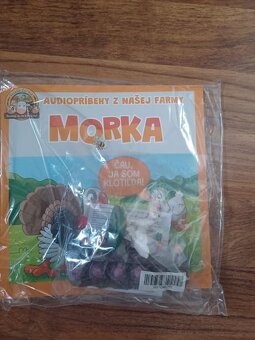 AUDIOPRÍBEHY Z NAŠEJ FARMY
MORKA
ČAU,
JA SOM
KLOTILDA!